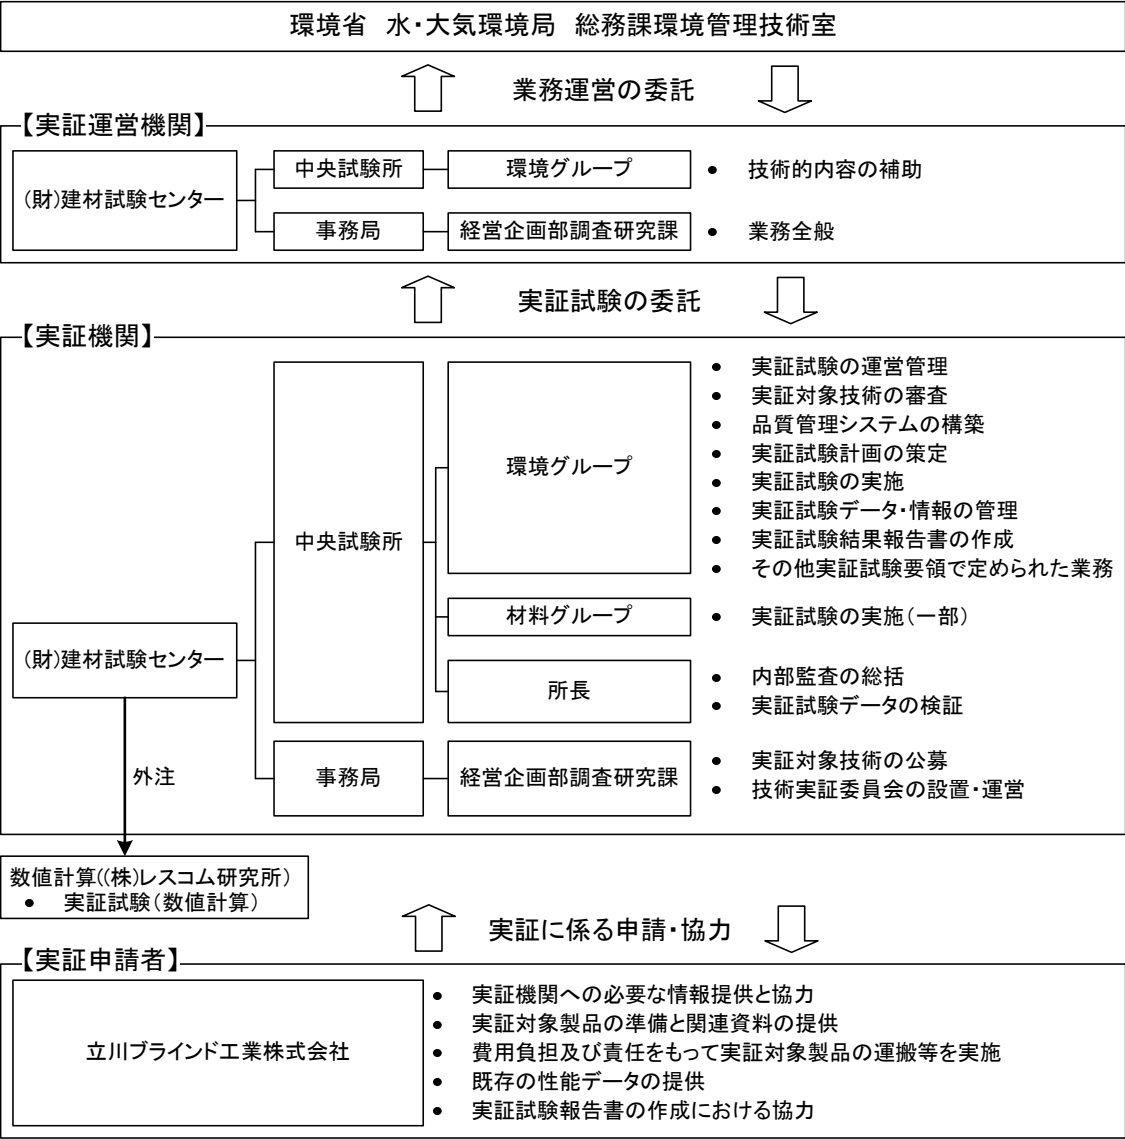 環境省　水・大気環境局　総務課環境管理技術室
業務運営の委託
【実証運営機関】
(財)建材試験センター
中央試験所
環境グループ
● 技術的内容の補助
事務局
経営企画部調査研究課
● 業務全般
実証試験の委託
【実証機関】
(財)建材試験センター
中央試験所
環境グループ
● 実証試験の運営管理
● 実証対象技術の審査
● 品質管理システムの構築
● 実証試験計画の策定
● 実証試験の実施
● 実証試験データ・情報の管理
● 実証試験結果報告書の作成
● その他実証試験要領で定められた業務
材料グループ
● 実証試験の実施(一部)
所長
● 内部監査の総括
● 実証試験データの検証
事務局
経営企画部調査研究課
● 実証対象技術の公募
● 技術実証委員会の設置・運営
外注
数値計算((株)レスコム研究所)
● 実証試験(数値計算)
実証に係る申請・協力
【実証申請者】
立川ブラインド工業株式会社
● 実証機関への必要な情報提供と協力
● 実証対象製品の準備と関連資料の提供
● 費用負担及び責任をもって実証対象製品の運搬等を実施
● 既存の性能データの提供
● 実証試験報告書の作成における協力